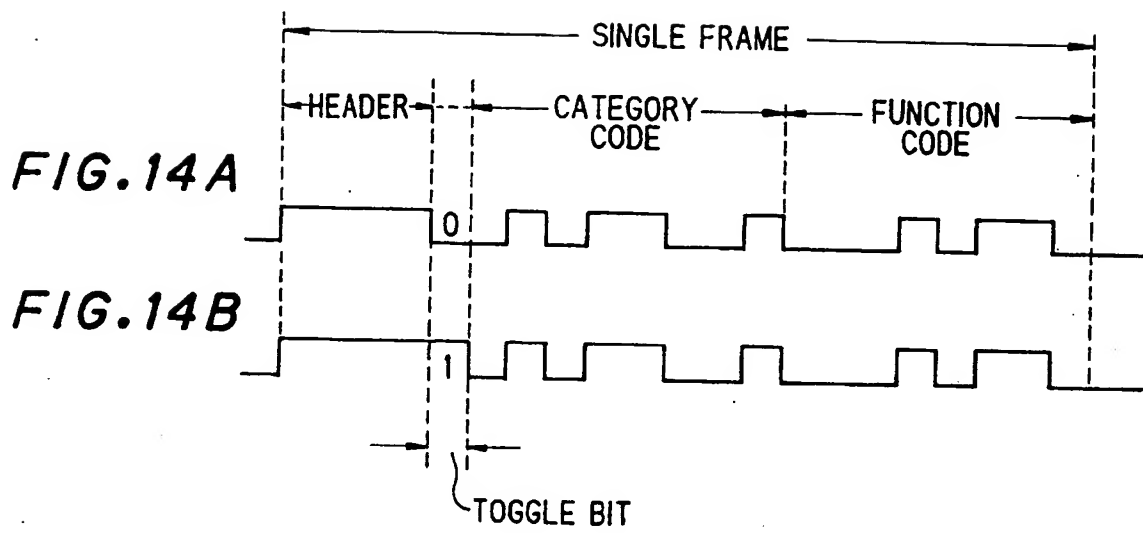 SINGLE FRAME
HEADER
CATEGORY
CODE
FUNCTION
CODE
FIG.14A
0
FIG.14B
1
TOGGLE BIT